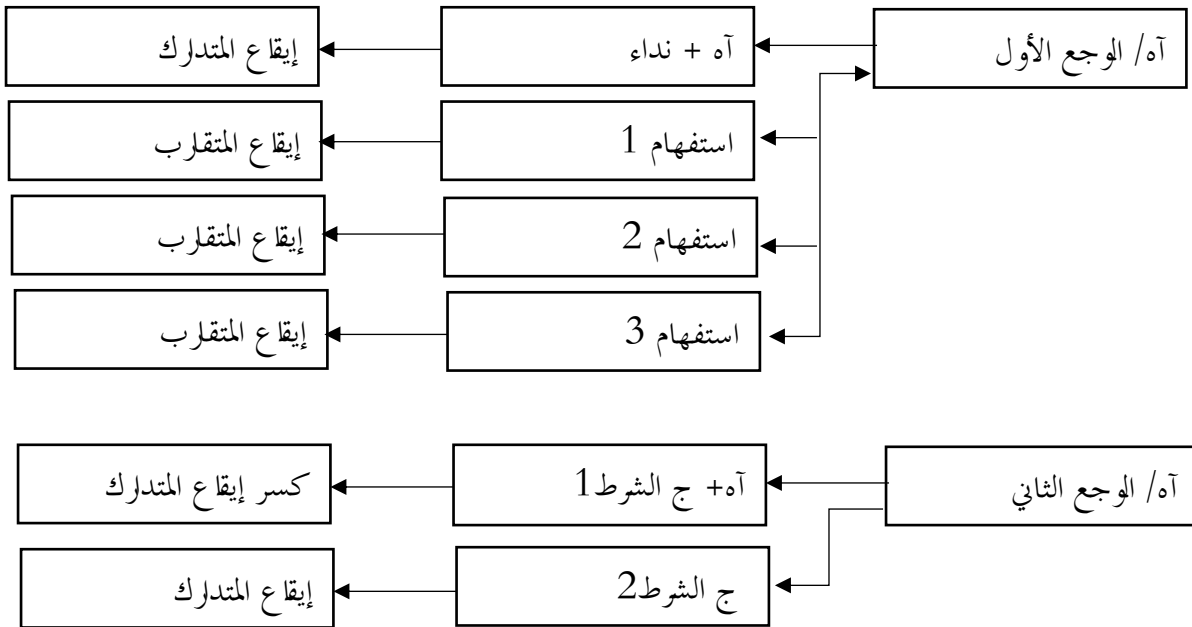 آه/ الوجع الأول
آه + نداء
إيقاع المتدارك
استفهام 1
إيقاع المتقارب
استفهام 2
إيقاع المتقارب
استفهام 3
إيقاع المتقارب
آه/ الوجع الثاني
آه+ ج الشرط1
كسر إيقاع المتدارك
ج الشرط2
إيقاع المتدارك